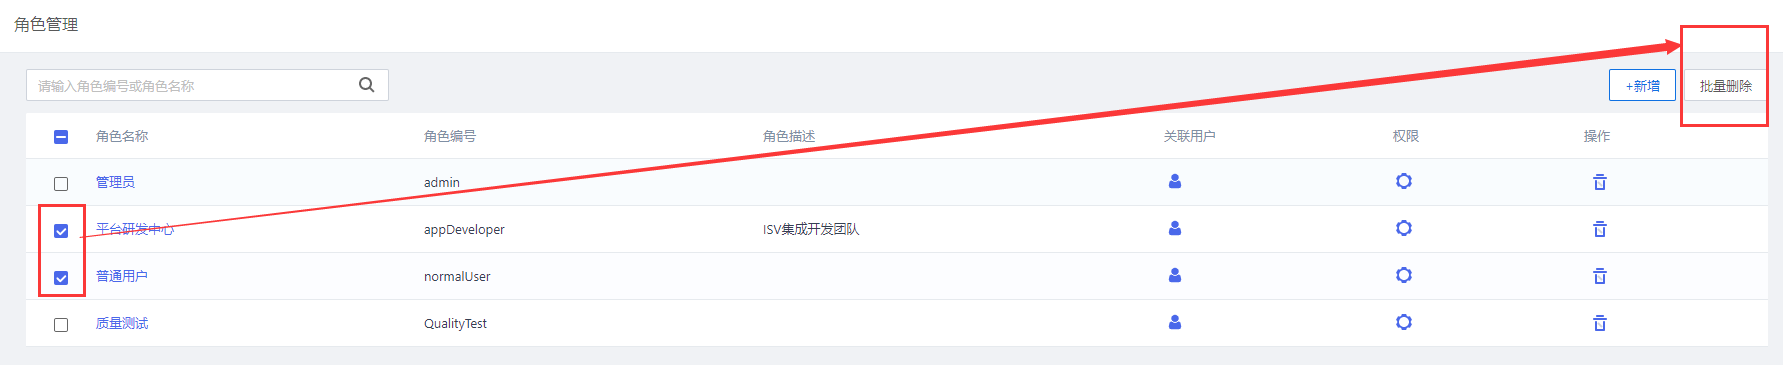 角色管理
请输入角色编号或角色名称
+新增 批量删除
角色名称 角色编号 角色描述 关联用户 权限 操作
管理员 admin
平台研发中心 appDeveloper ISV集成开发团队
普通用户 normalUser
质量测试 QualityTest